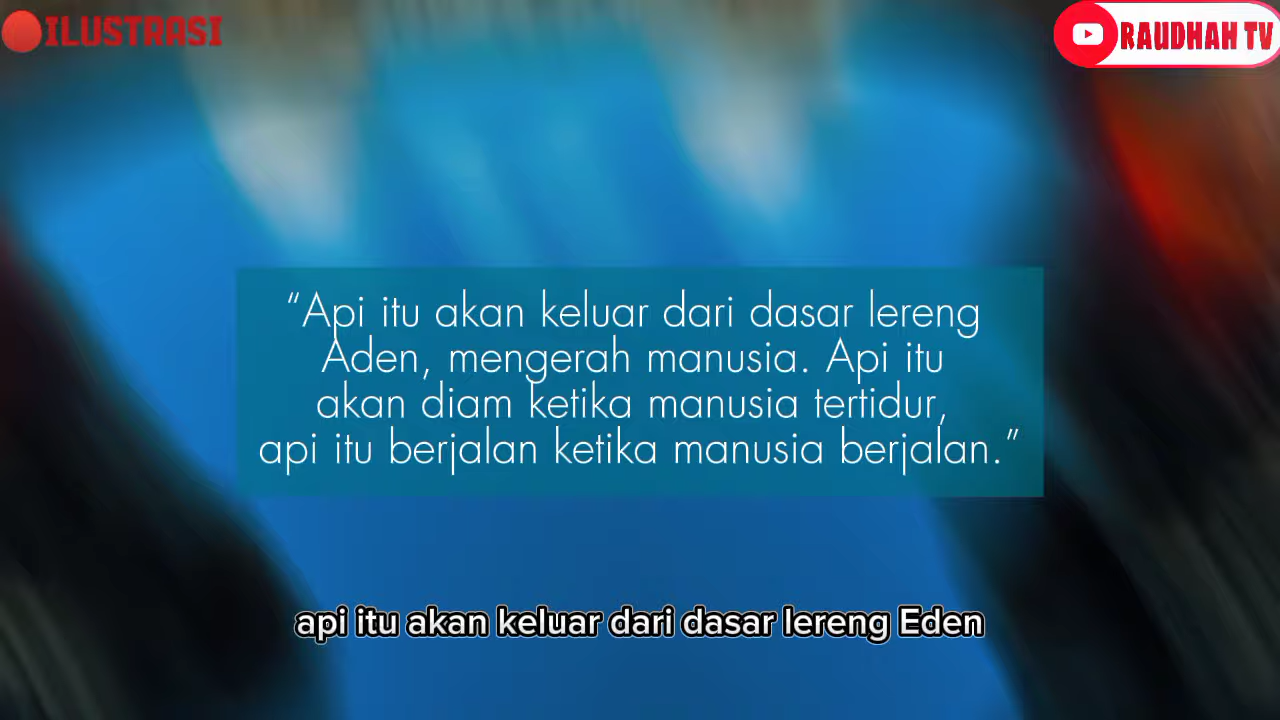 ILUSTRASI
RAUDHAH TV
“Api itu akan keluar dari dasar lereng
Aden, mengerah manusia. Api itu
akan diam ketika manusia tertidur,
api itu berjalan ketika manusia berjalan.”
api itu akan keluar dari dasar lereng Eden